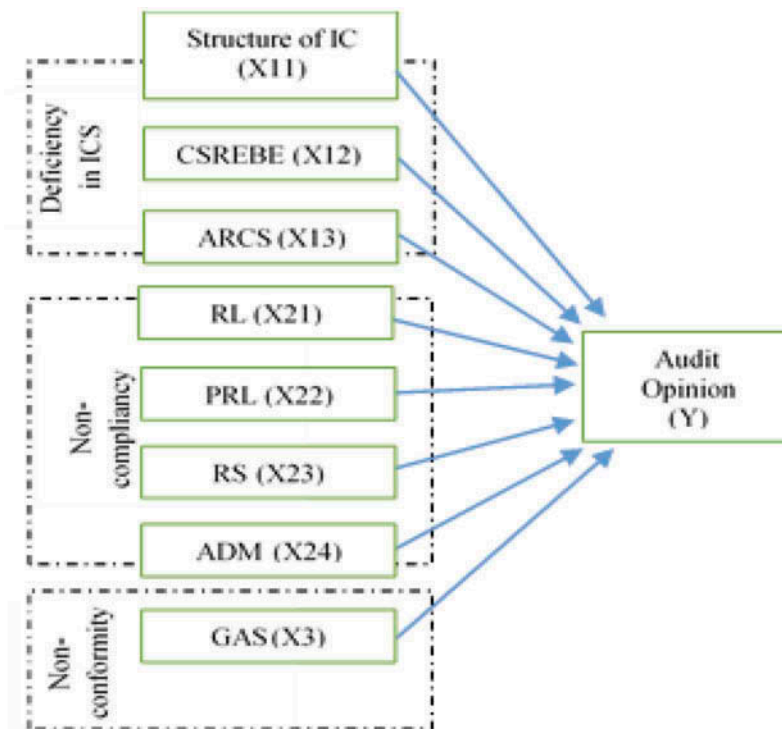 Structure of IC
(X11)
Deficiency
in ICS
CSREBE (X12)
ARCS (X13)
RL (X21)
Non-
compliancy
PRL (X22)
RS (X23)
ADM (X24)
Non-
conformity
GAS (X3)
Audit
Opinion
(Y)